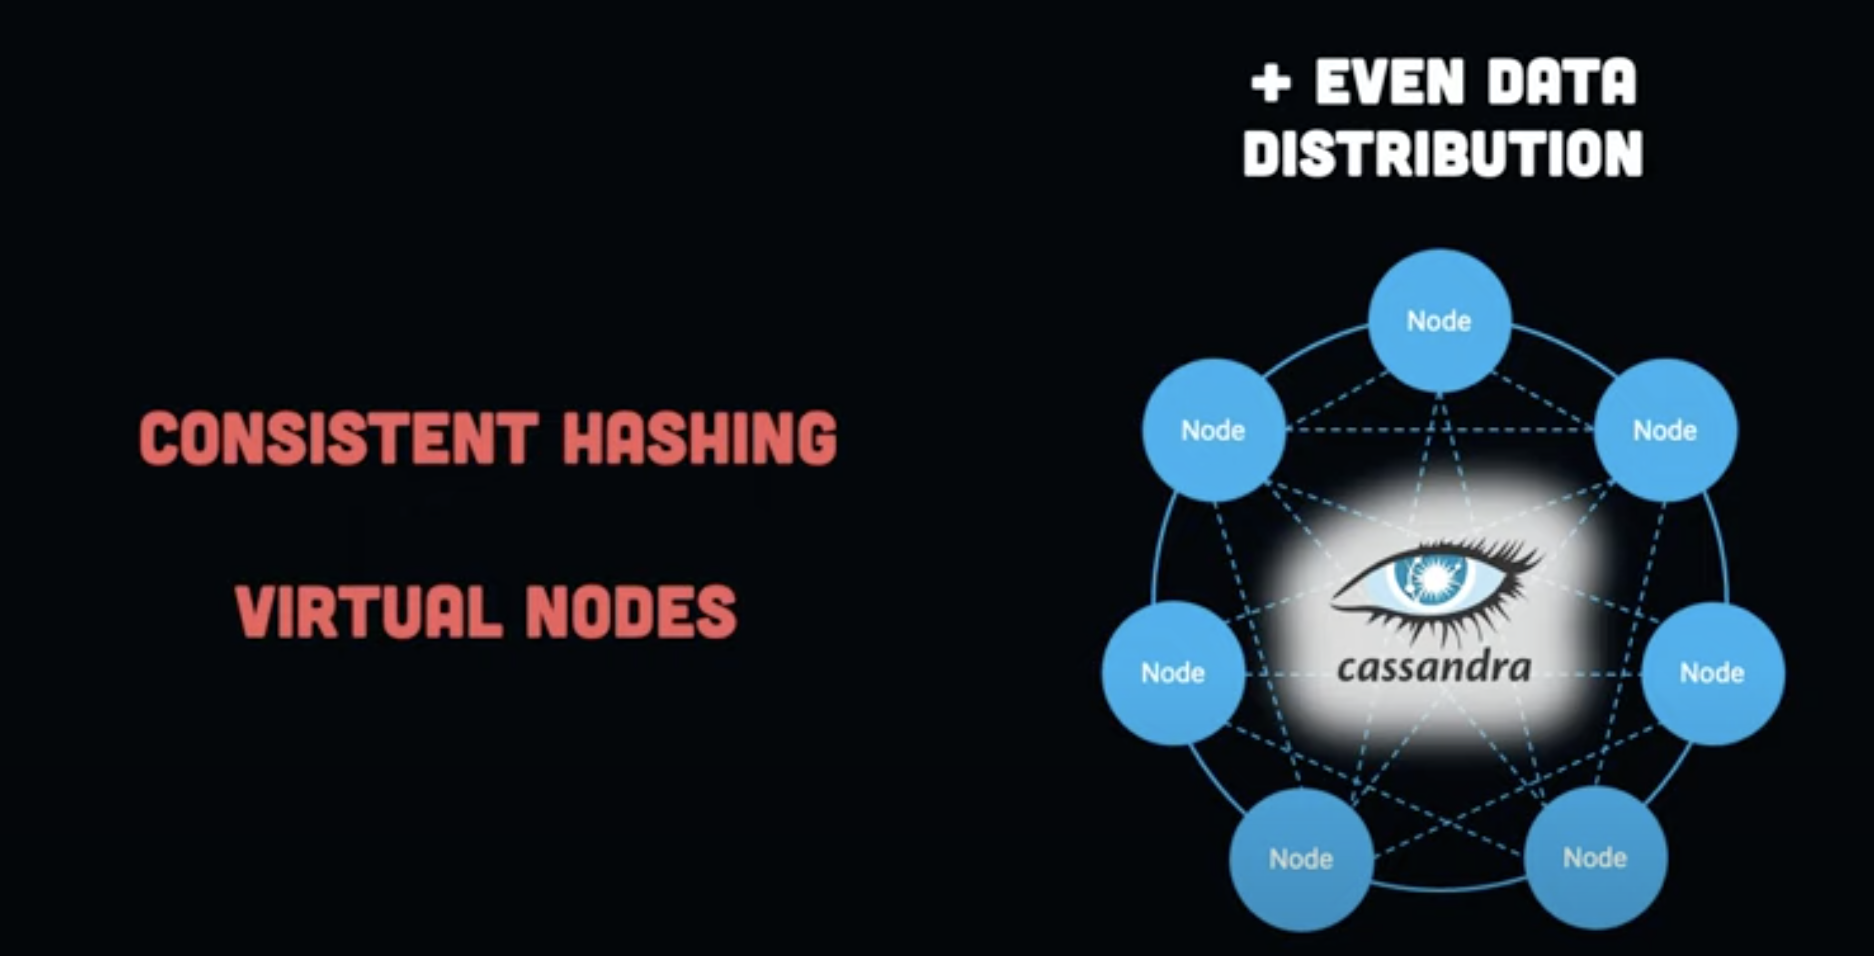 CONSISTENT HASHING
VIRTUAL NODES
+ EVEN DATA
DISTRIBUTION
Node
Node
Node
Node
Node
Node
Node
cassandra